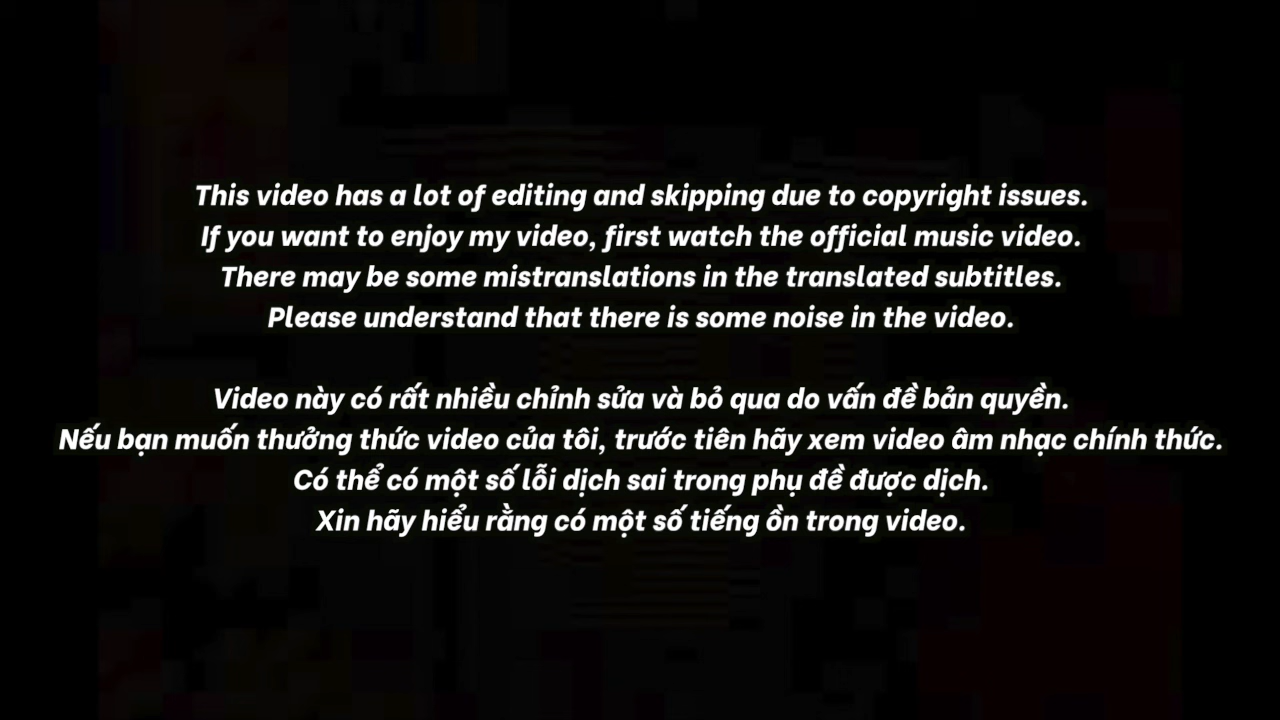 This video has a lot of editing and skipping due to copyright issues.
If you want to enjoy my video, first watch the official music video.
There may be some mistranslations in the translated subtitles.
Please understand that there is some noise in the video.
Video này có rất nhiều chỉnh sửa và bỏ qua do vấn đề bản quyền.
Nếu bạn muốn thưởng thức video của tôi, trước tiên hãy xem video âm nhạc chính thức.
Có thể có một số lỗi dịch sai trong phụ đề được dịch.
Xin hãy hiểu rằng có một số tiếng ồn trong video.